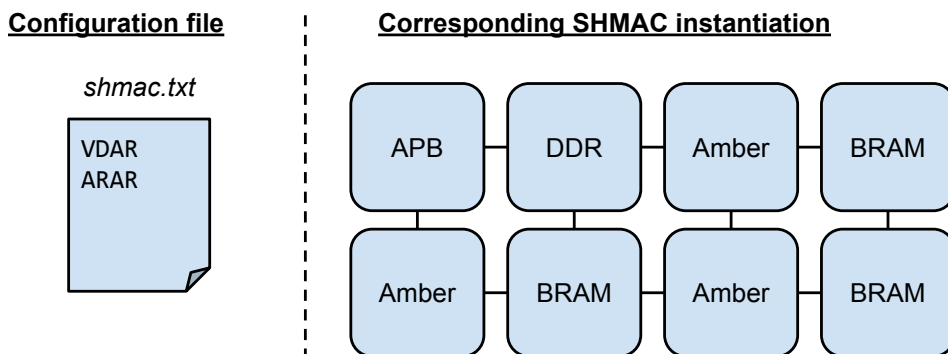 Configuration file
Corresponding SHMAC instantiation
shmac.txt
VDAR
ARAR
APB DDR Amber BRAM
Amber BRAM Amber BRAM